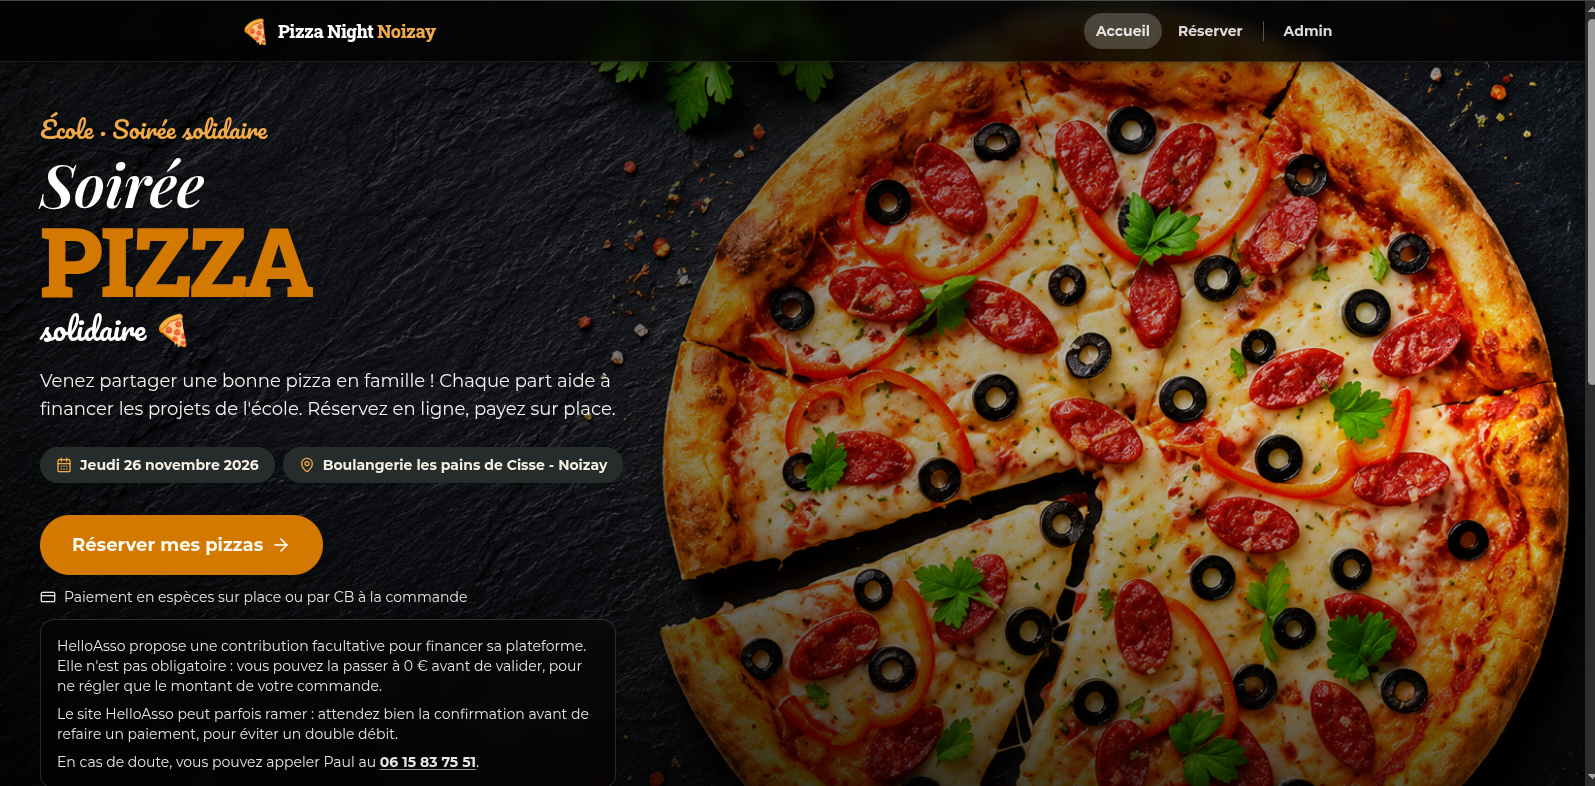 Pizza Night Noizay
Accueil
Réserver
Admin
École · Soirée solidaire
Soirée
PIZZA
solidaire 🍕
Venez partager une bonne pizza en famille ! Chaque part aide à
financer les projets de l'école. Réservez en ligne, payez sur place.
Jeudi 26 novembre 2026
Boulangerie les pains de Cisse - Noizay
Réserver mes pizzas →
Paiement en espèces sur place ou par CB à la commande
HelloAsso propose une contribution facultative pour financer sa plateforme.
Elle n'est pas obligatoire : vous pouvez la passer à 0 € avant de valider, pour
ne régler que le montant de votre commande.
Le site HelloAsso peut parfois ramer : attendez bien la confirmation avant de
refaire un paiement, pour éviter un double débit.
En cas de doute, vous pouvez appeler Paul au 06 15 83 75 51.